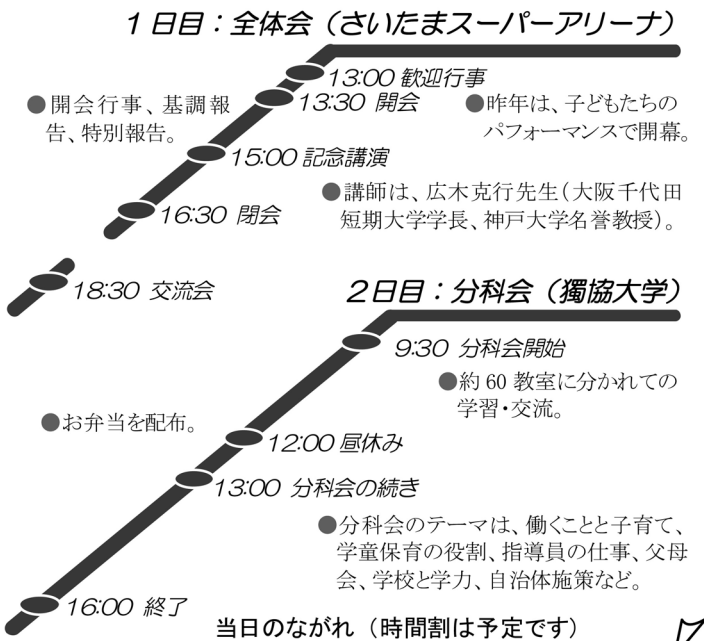 1日目：全体会（さいたまスーパーアリーナ）
13:00 歓迎行事
●開会行事、基調報
告、特別報告。
13:30 開会
●昨年は、子どもたちの
パフォーマンスで開幕。
15:00 記念講演
●講師は、広木克行先生（大阪千代田
短期大学学長、神戸大学名誉教授）。
16:30 閉会
18:30 交流会
2日目：分科会（獨協大学）
9:30 分科会開始
●約60教室に分かれての
学習・交流。
●お弁当を配布。
12:00 昼休み
13:00 分科会の続き
●分科会のテーマは、働くことと子育て、
学童保育の役割、指導員の仕事、父母
会、学校と学力、自治体施策など。
16:00 終了
当日のながれ（時間割は予定です）